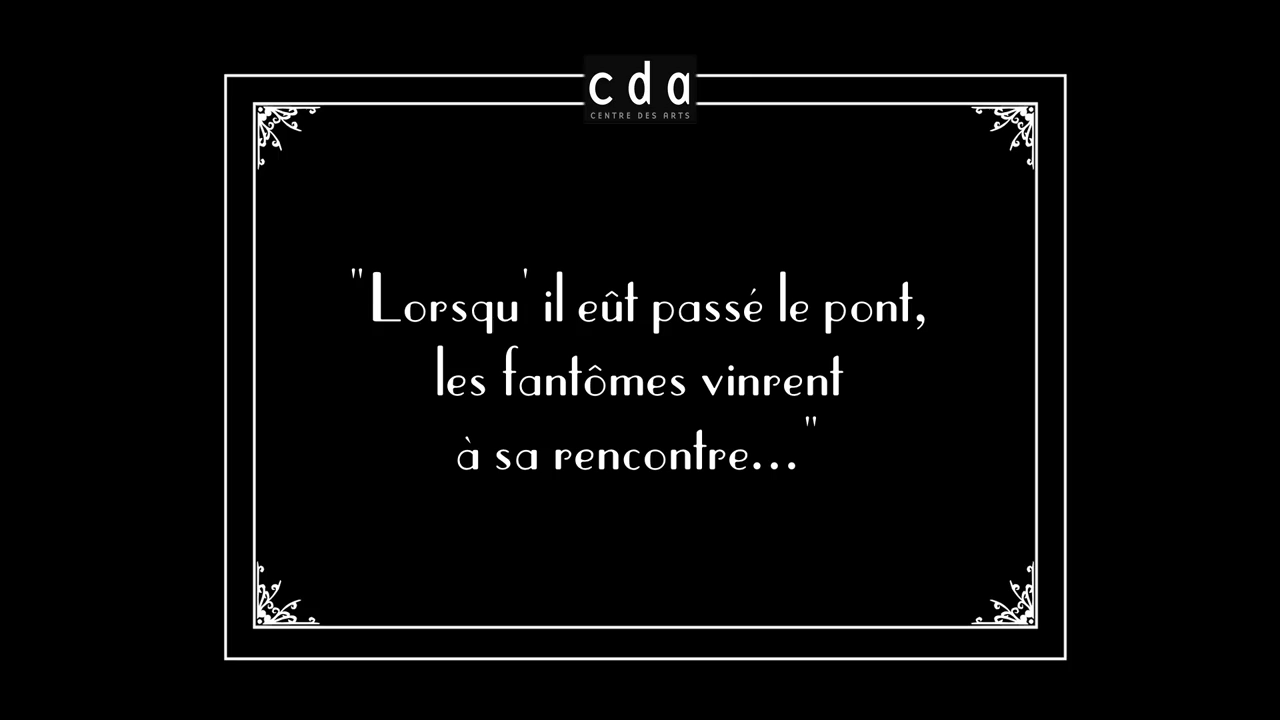 cda
CENTRE DES ARTS
"Lorsqu'il eût passé le pont,
les fantômes vinrent
à sa rencontre..."